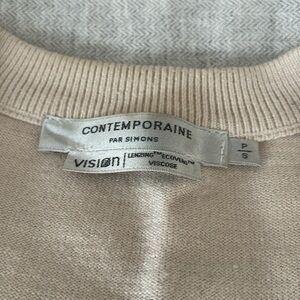 CONTEMPORAINE
PAR SIMONS
P
S
VISION
LENZING™ ECOVERO™
VISCOSE